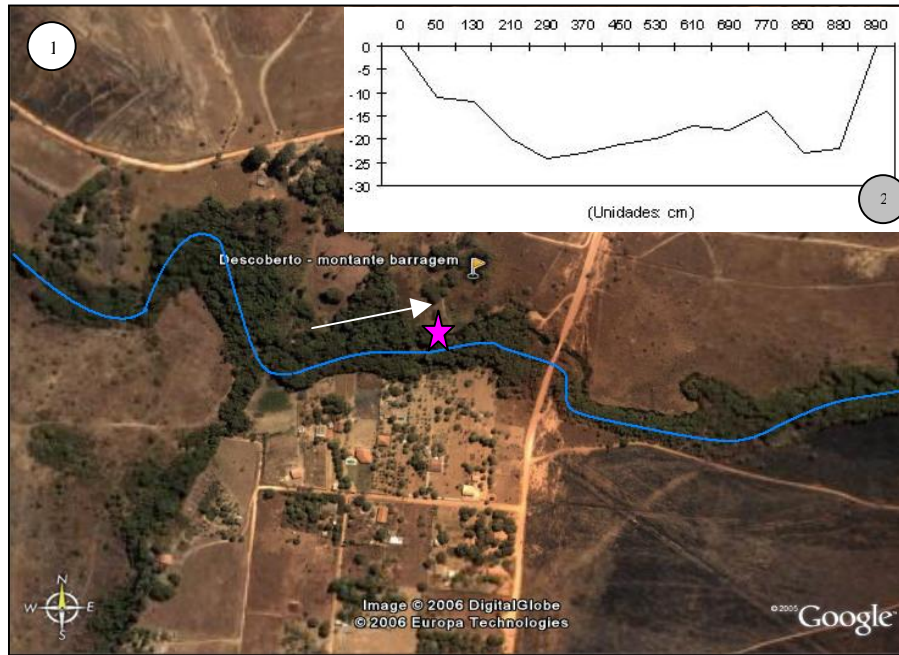 1
0 50 130 210 290 370 450 530 610 690 770 850 880 890
0
-5
-10
-15
-20
-25
-30
(Unidades: cm)
2
Descoberto - montante barragem
N
W E
S
Image © 2006 DigitalGlobe
© 2006 Europa Technologies
©2005 Google™